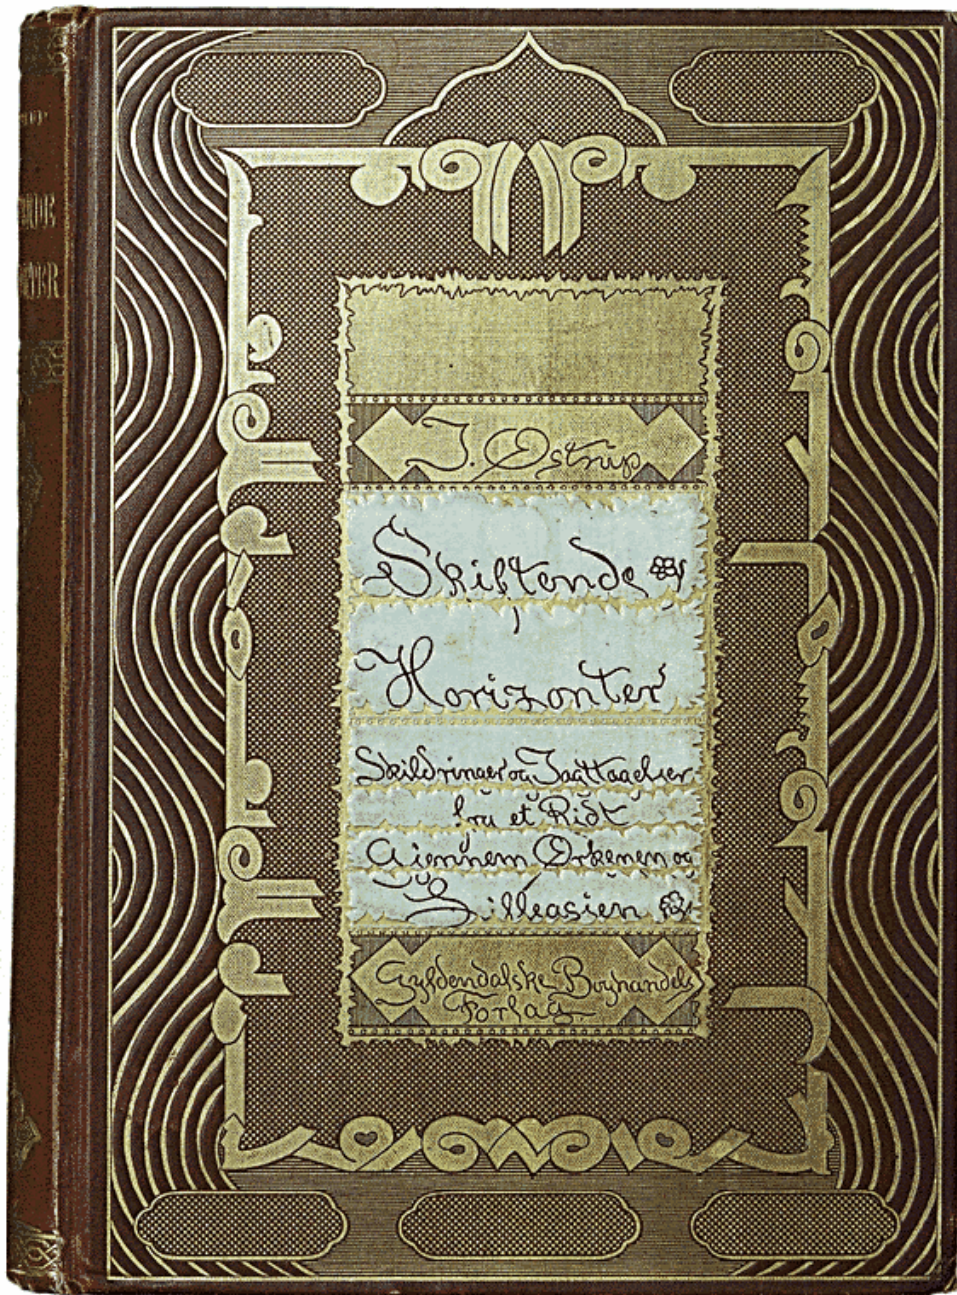 J. Østrup
Skiftende
Horizonter
Skildringer og Iagttagelser
fra et Ridt
Gjennem Ørkenen og
Lilleasien
Gyldendalske Boghandels
Forlag.